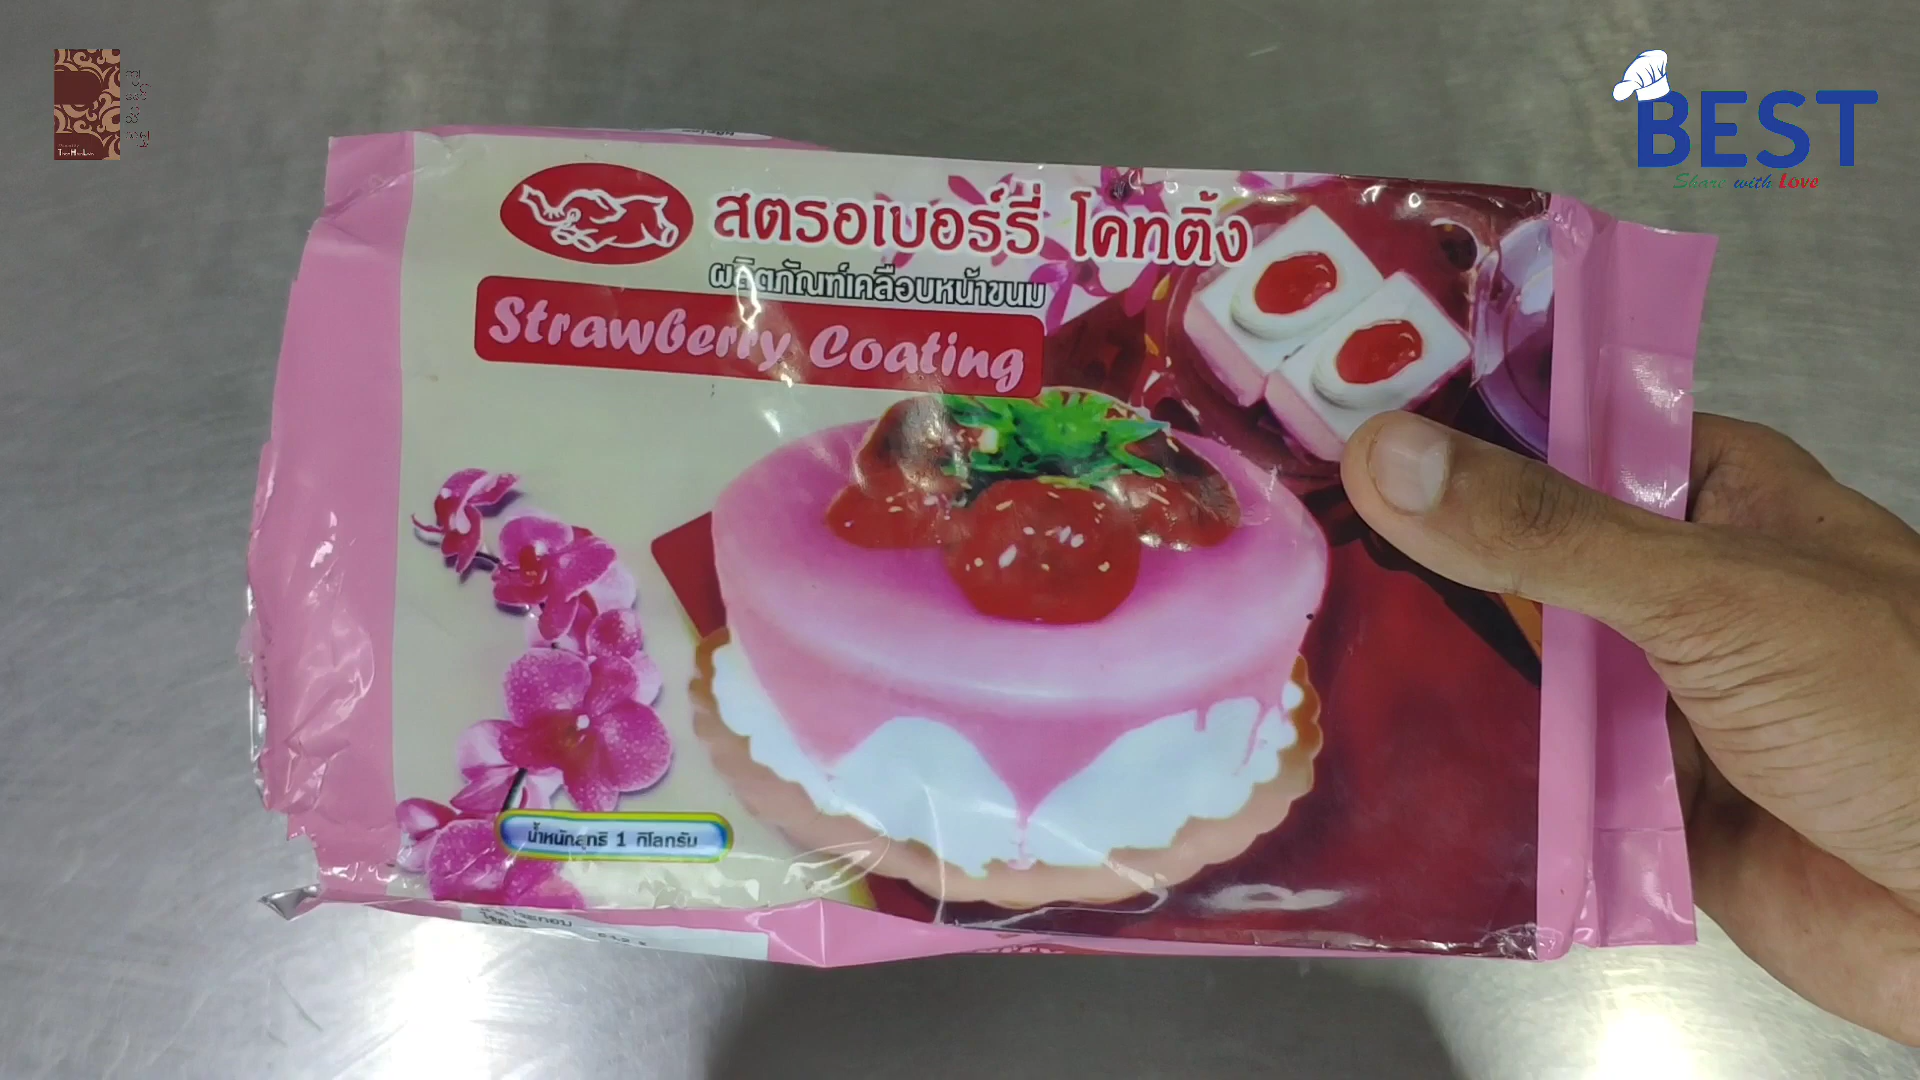 BEST
Share with Love
สตรอเบอร์รี่ โคทติ้ง
ผลิตภัณฑ์เคลือบหน้าขนม
Strawberry Coating
น้ำหนักสุทธิ 1 กิโลกรัม